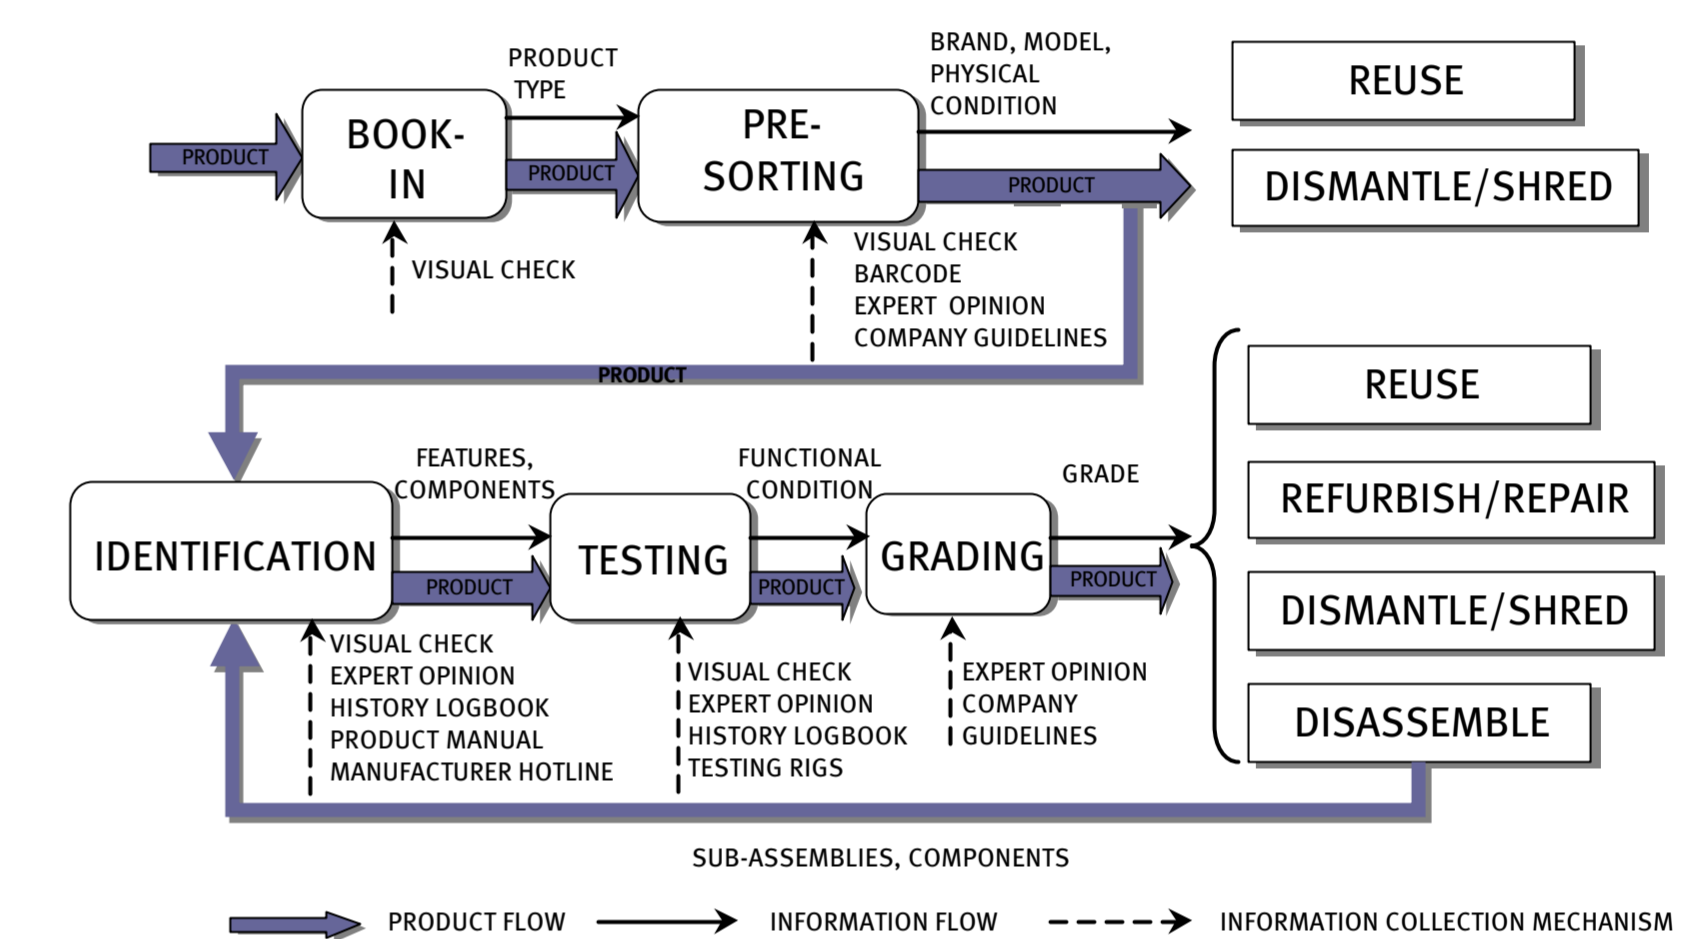 PRODUCT
TYPE
BRAND, MODEL,
PHYSICAL
CONDITION
REUSE
PRODUCT
BOOK-
IN
PRODUCT
PRE-
SORTING
PRODUCT
DISMANTLE/SHRED
VISUAL CHECK
VISUAL CHECK
BARCODE
EXPERT OPINION
COMPANY GUIDELINES
PRODUCT
FEATURES,
COMPONENTS
FUNCTIONAL
CONDITION
GRADE
IDENTIFICATION
PRODUCT
TESTING
PRODUCT
GRADING
PRODUCT
REUSE
REFURBISH/REPAIR
DISMANTLE/SHRED
DISASSEMBLE
VISUAL CHECK
EXPERT OPINION
HISTORY LOGBOOK
PRODUCT MANUAL
MANUFACTURER HOTLINE
VISUAL CHECK
EXPERT OPINION
HISTORY LOGBOOK
TESTING RIGS
EXPERT OPINION
COMPANY
GUIDELINES
SUB-ASSEMBLIES, COMPONENTS
PRODUCT FLOW
INFORMATION FLOW
INFORMATION COLLECTION MECHANISM